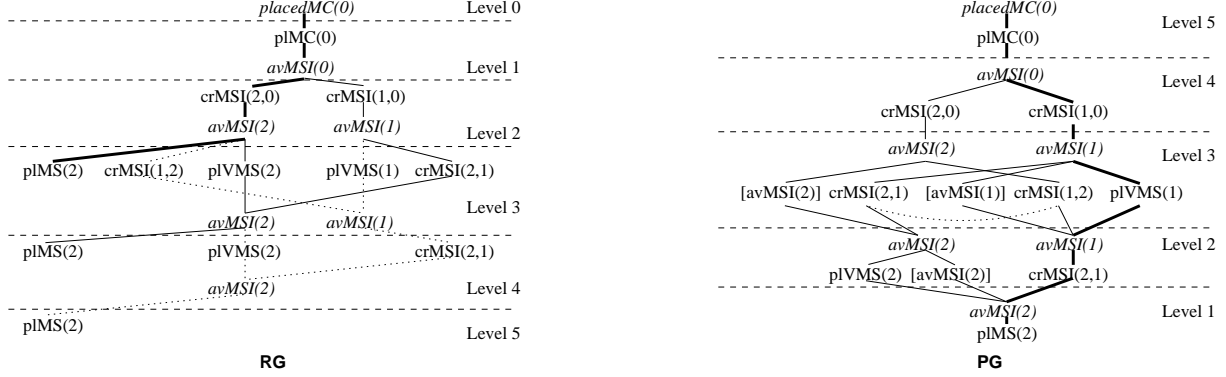 placedMC(0) Level 0
plMC(0)
avMSI(0) Level 1
crMSI(2,0) crMSI(1,0)
avMSI(2) avMSI(1) Level 2
plMS(2) crMSI(1,2) plVMS(2) plVMS(1) crMSI(2,1)
avMSI(2) avMSI(1) Level 3
plMS(2) plVMS(2) crMSI(2,1)
avMSI(2) Level 4
plMS(2) Level 5
RG
placedMC(0) Level 5
plMC(0)
avMSI(0) Level 4
crMSI(2,0) crMSI(1,0)
avMSI(2) avMSI(1) Level 3
[avMSI(2)] crMSI(2,1) [avMSI(1)] crMSI(1,2) plVMS(1)
avMSI(2) avMSI(1) Level 2
plVMS(2) [avMSI(2)] crMSI(2,1)
avMSI(2) Level 1
plMS(2)
PG